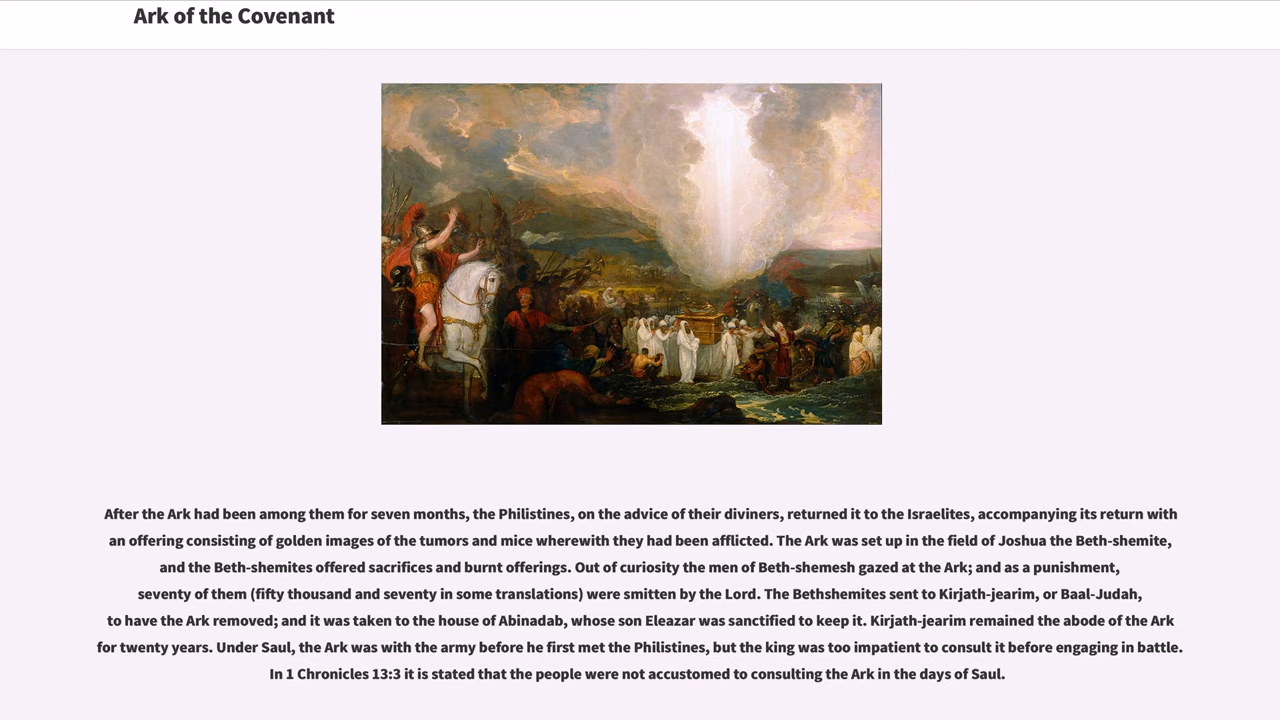 Ark of the Covenant
After the Ark had been among them for seven months, the Philistines, on the advice of their diviners, returned it to the Israelites, accompanying its return with
an offering consisting of golden images of the tumors and mice wherewith they had been afflicted. The Ark was set up in the field of Joshua the Beth-shemite,
and the Beth-shemites offered sacrifices and burnt offerings. Out of curiosity the men of Beth-shemesh gazed at the Ark; and as a punishment,
seventy of them (fifty thousand and seventy in some translations) were smitten by the Lord. The Bethshemites sent to Kirjath-jearim, or Baal-Judah,
to have the Ark removed; and it was taken to the house of Abinadab, whose son Eleazar was sanctified to keep it. Kirjath-jearim remained the abode of the Ark
for twenty years. Under Saul, the Ark was with the army before he first met the Philistines, but the king was too impatient to consult it before engaging in battle.
In 1 Chronicles 13:3 it is stated that the people were not accustomed to consulting the Ark in the days of Saul.